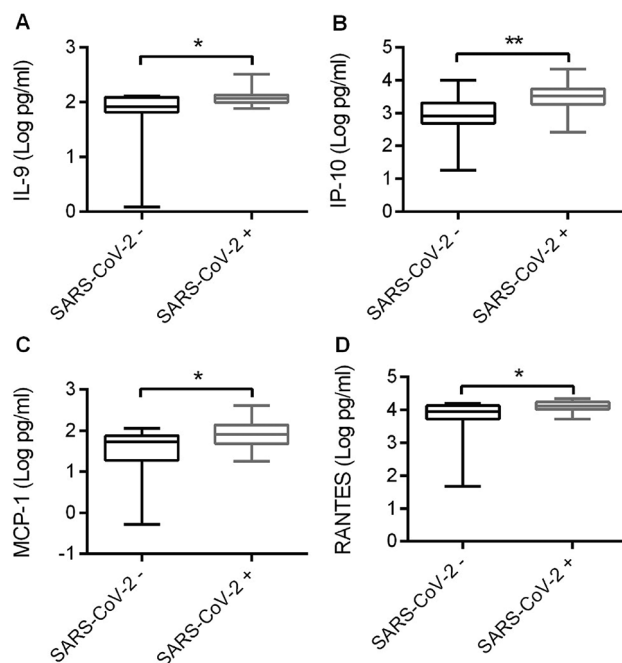 A
IL-9 (Log pg/ml)
3
2
1
0
*
SARS-CoV-2 -
SARS-CoV-2 +
B
IP-10 (Log pg/ml)
5
4
3
2
1
0
**
SARS-CoV-2 -
SARS-CoV-2 +
C
MCP-1 (Log pg/ml)
3
2
1
0
-1
*
SARS-CoV-2 -
SARS-CoV-2 +
D
RANTES (Log pg/ml)
5
4
3
2
1
0
*
SARS-CoV-2 -
SARS-CoV-2 +